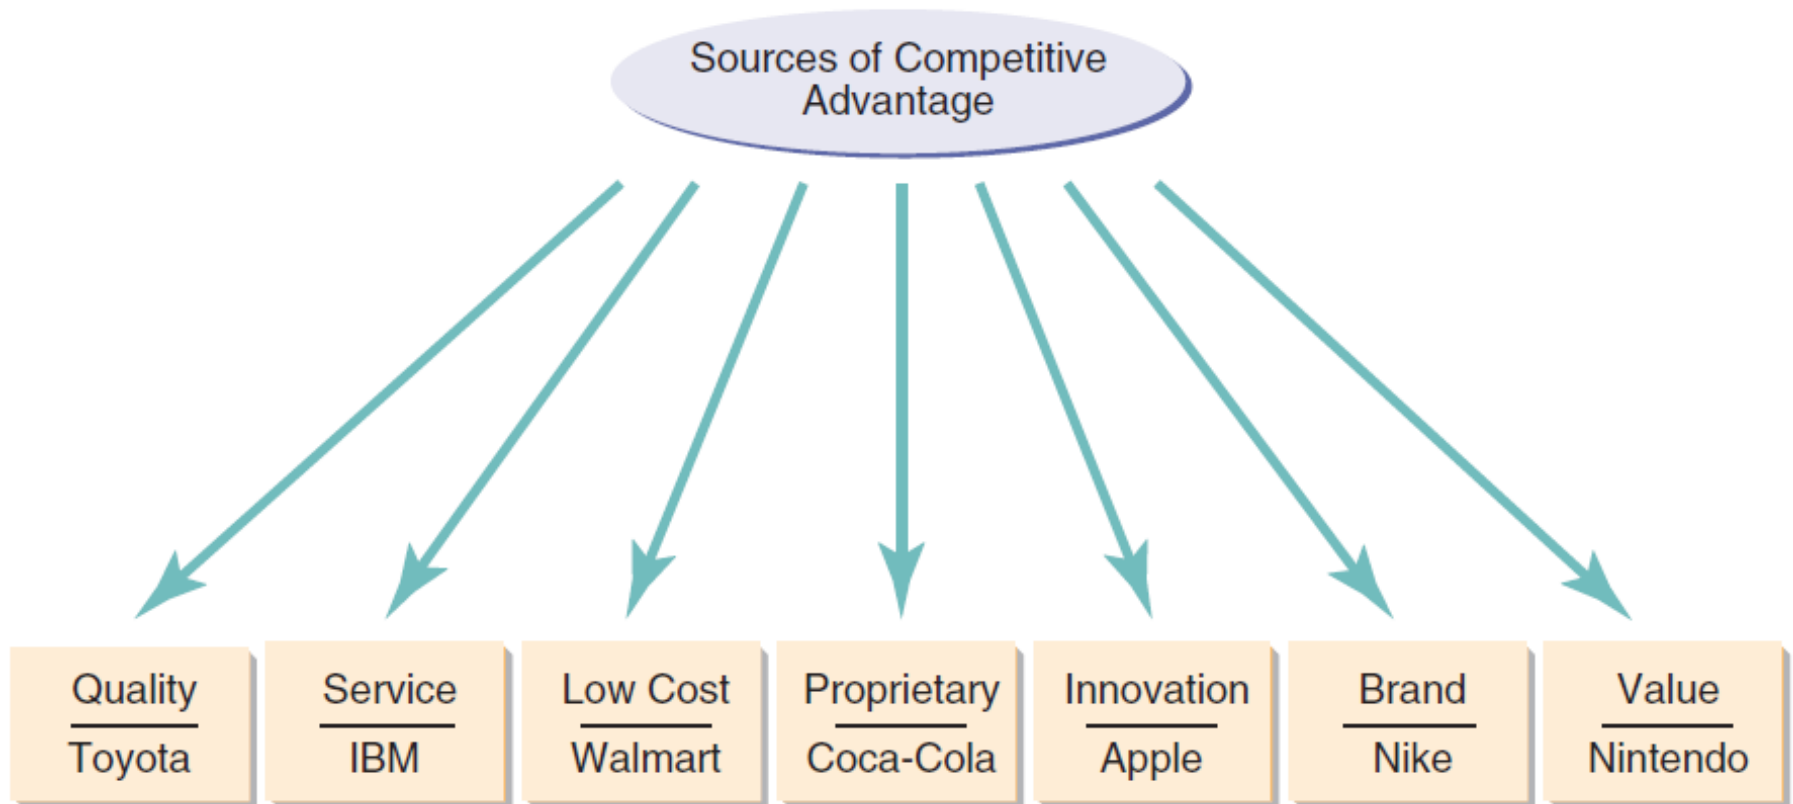 Sources of Competitive
Advantage
Quality
Toyota
Service
IBM
Low Cost
Walmart
Proprietary
Coca-Cola
Innovation
Apple
Brand
Nike
Value
Nintendo